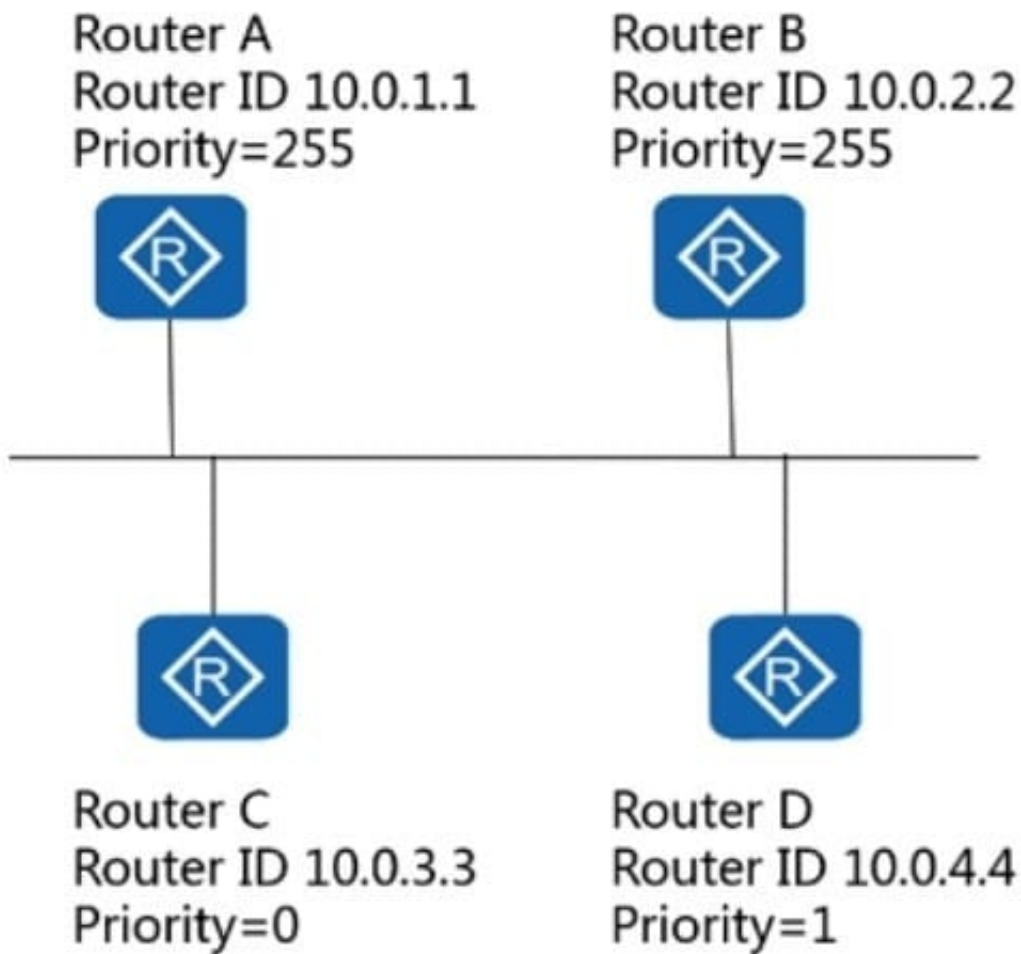 Router A
Router ID 10.0.1.1
Priority=255
Router B
Router ID 10.0.2.2
Priority=255
R
R
R
R
Router C
Router ID 10.0.3.3
Priority=0
Router D
Router ID 10.0.4.4
Priority=1